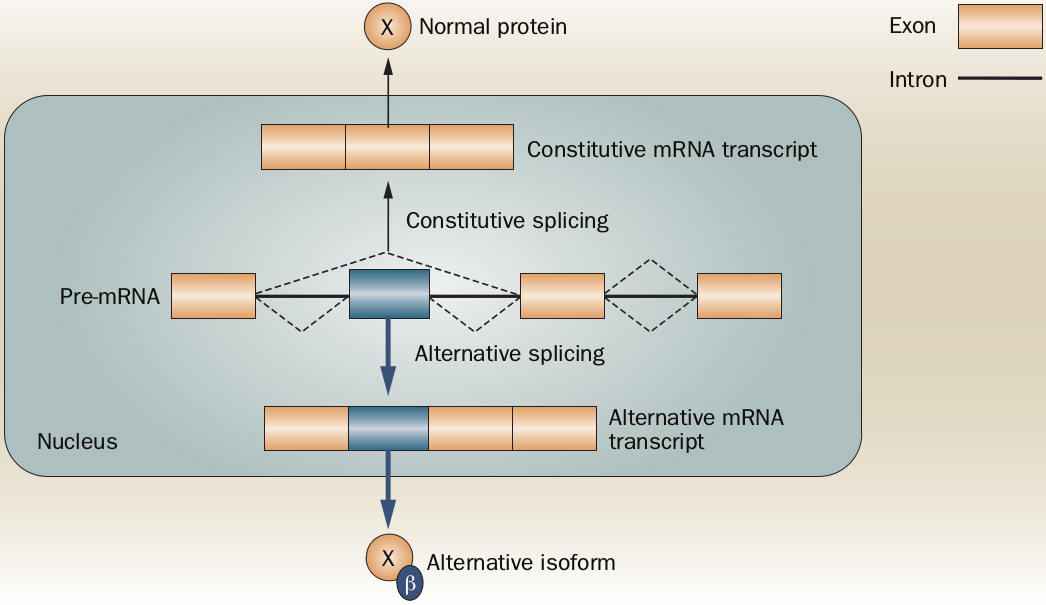 X
Normal protein
Exon
Intron
Constitutive mRNA transcript
Constitutive splicing
Pre-mRNA
Alternative splicing
Alternative mRNA
transcript
Nucleus
X
β
Alternative isoform